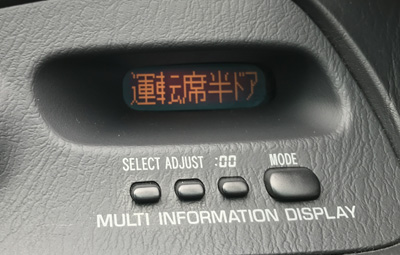 運転席半ドア
SELECT ADJUST :00 MODE
MULTI INFORMATION DISPLAY